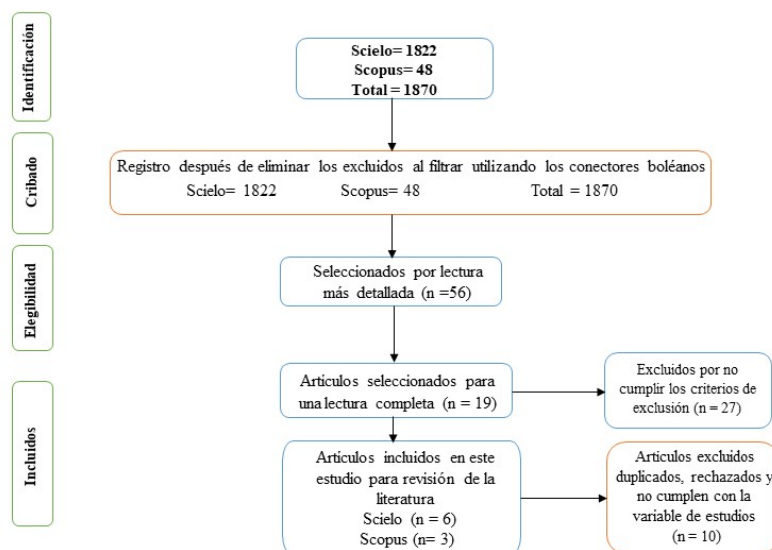 Identificación
Scielo= 1822
Scopus= 48
Total = 1870
Cribado
Registro después de eliminar los excluidos al filtrar utilizando los conectores boléanos
Scielo= 1822 Scopus= 48 Total = 1870
Elegibilidad
Seleccionados por lectura
más detallada (n =56)
Incluidos
Artículos seleccionados para
una lectura completa (n = 19)
Excluidos por no
cumplir los criterios de
exclusión (n = 27)
Artículos incluidos en este
estudio para revisión de la
literatura
Scielo (n = 6)
Scopus (n= 3)
Artículos excluidos
duplicados, rechazados y
no cumplen con la
variable de estudios
(n = 10)